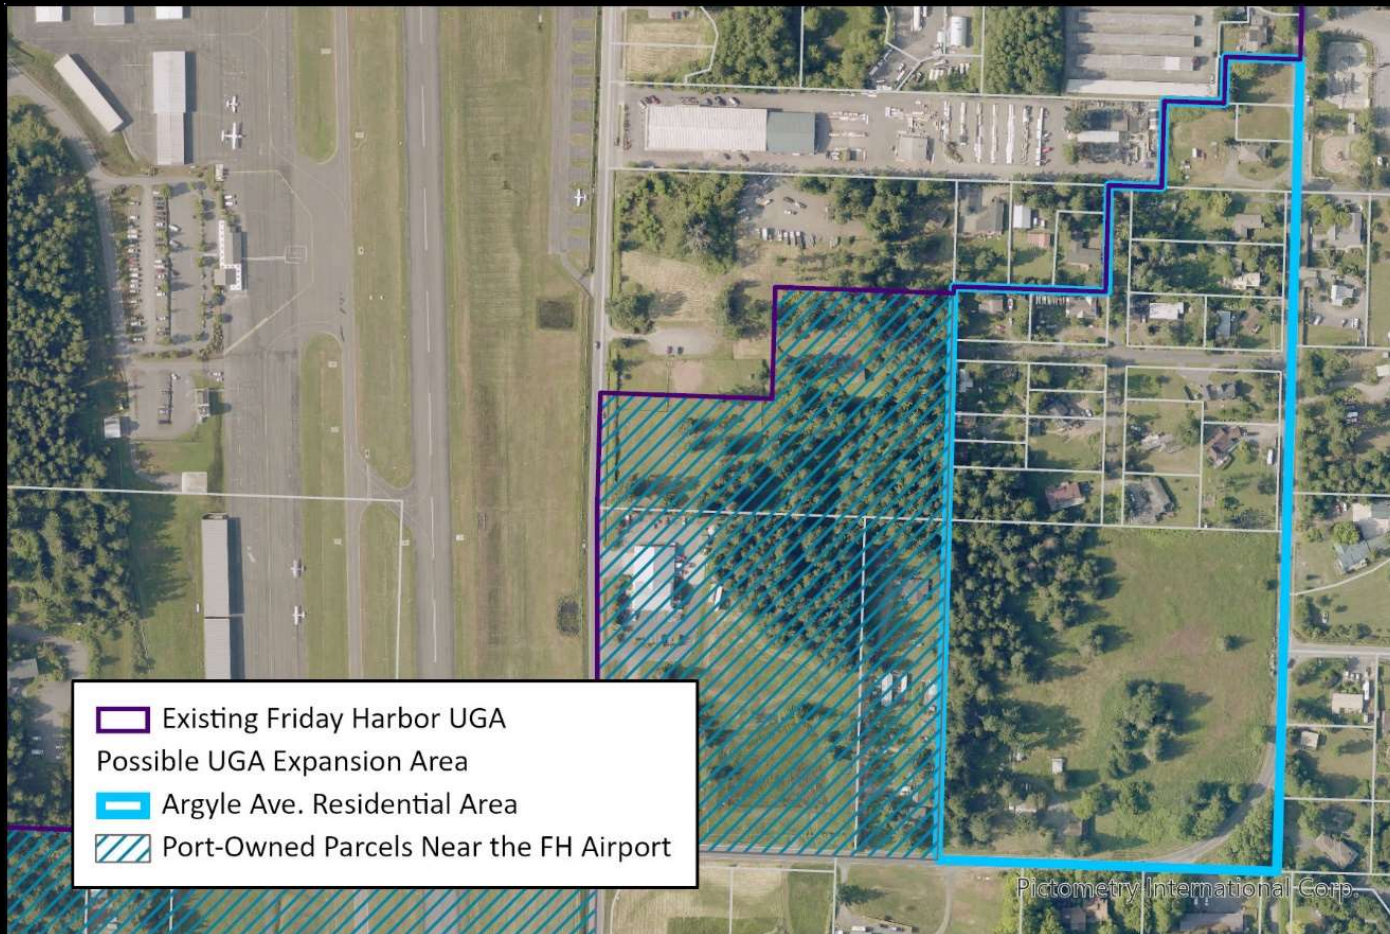 Existing Friday Harbor UGA
Possible UGA Expansion Area
Argyle Ave. Residential Area
Port-Owned Parcels Near the FH Airport
Pictometry International Corp.